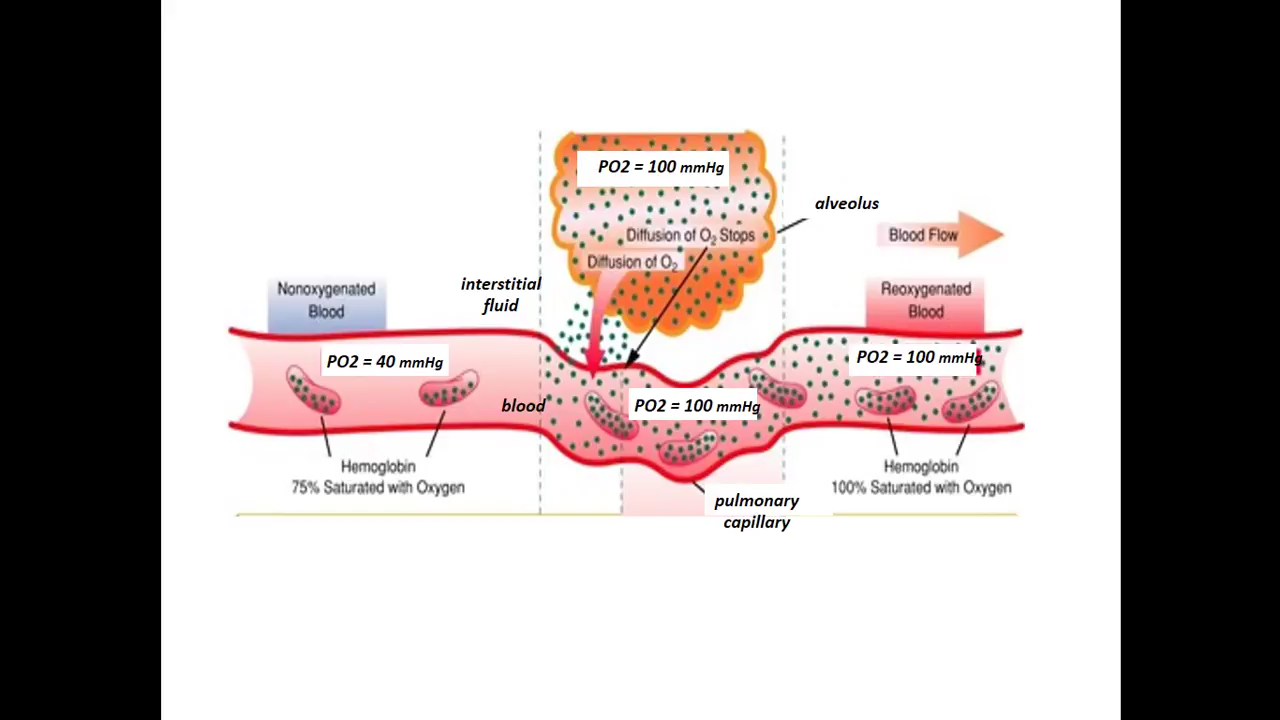 PO2 = 100 mmHg
alveolus
Diffusion of O2 Stops
Blood Flow
Diffusion of O2
interstitial
fluid
Nonoxygenated
Blood
Reoxygenated
Blood
PO2 = 40 mmHg
PO2 = 100 mmHg
blood
PO2 = 100 mmHg
Hemoglobin
75% Saturated with Oxygen
Hemoglobin
100% Saturated with Oxygen
pulmonary
capillary